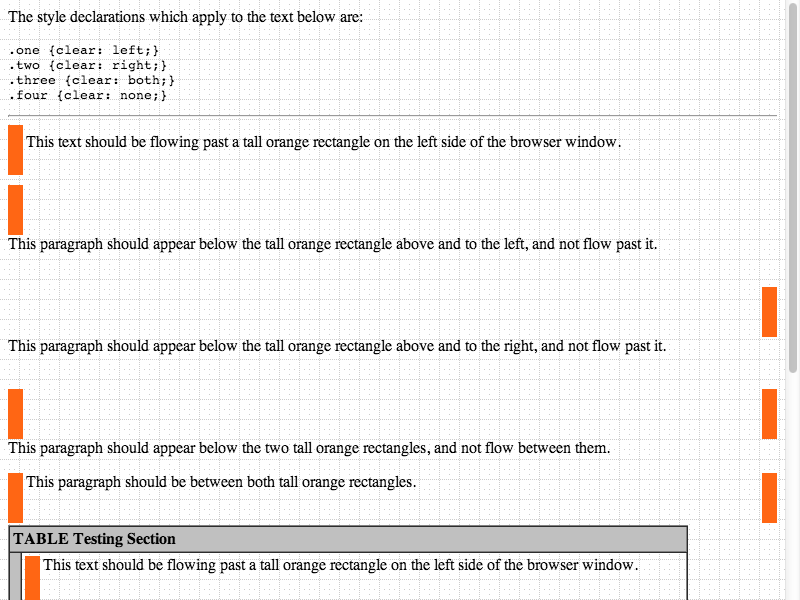 The style declarations which apply to the text below are:
.one {clear: left;}
.two {clear: right;}
.three {clear: both;}
.four {clear: none;}
This text should be flowing past a tall orange rectangle on the left side of the browser window.
This paragraph should appear below the tall orange rectangle above and to the left, and not flow past it.
This paragraph should appear below the tall orange rectangle above and to the right, and not flow past it.
This paragraph should appear below the two tall orange rectangles, and not flow between them.
This paragraph should be between both tall orange rectangles.
TABLE Testing Section
This text should be flowing past a tall orange rectangle on the left side of the browser window.